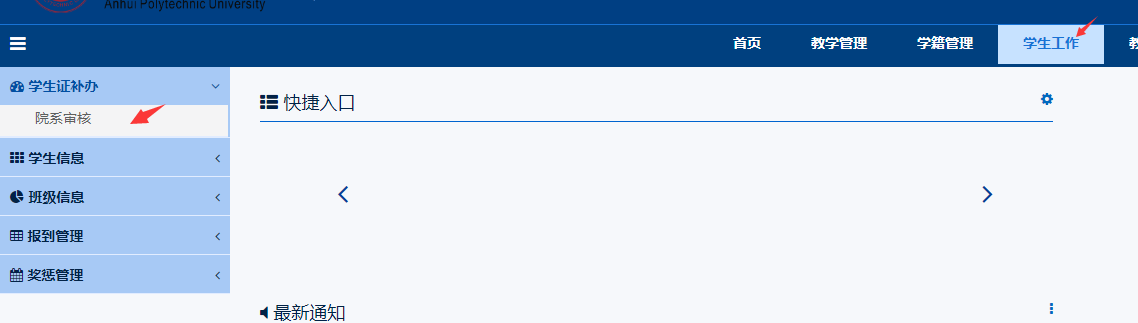 Anhui Polytechnic University
首页 教学管理 学籍管理 学生工作
学生证补办
院系审核
学生信息
班级信息
报到管理
奖惩管理
快捷入口
最新通知